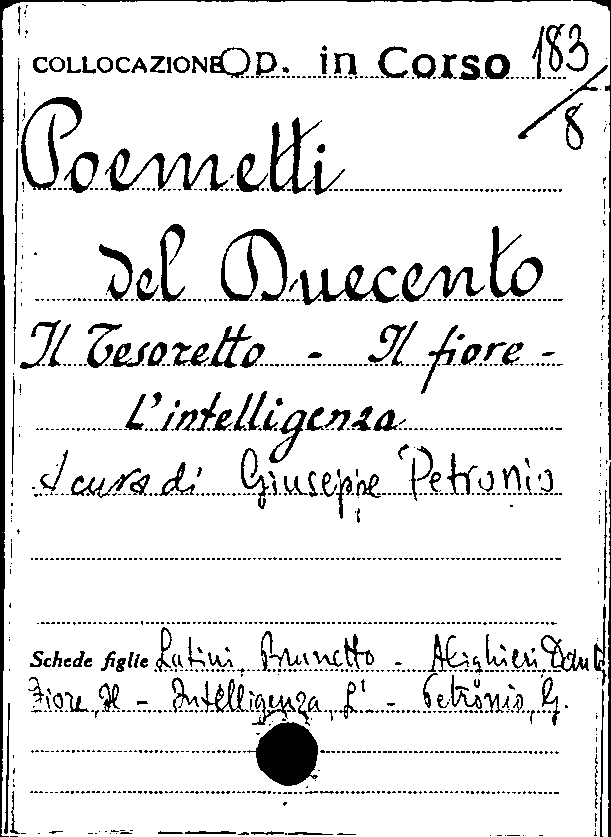 COLLOCAZIONE Op. in Corso 183/8
Poemetti
del Duecento
Il Tesoretto - Il fiore -
L'intelligenza
A cura di Giuseppe Petronio
Schede figlie Latini, Brunetto - Alighieri, Dante
Fiore, Il - Intelligenza, L' - Petronio, G.